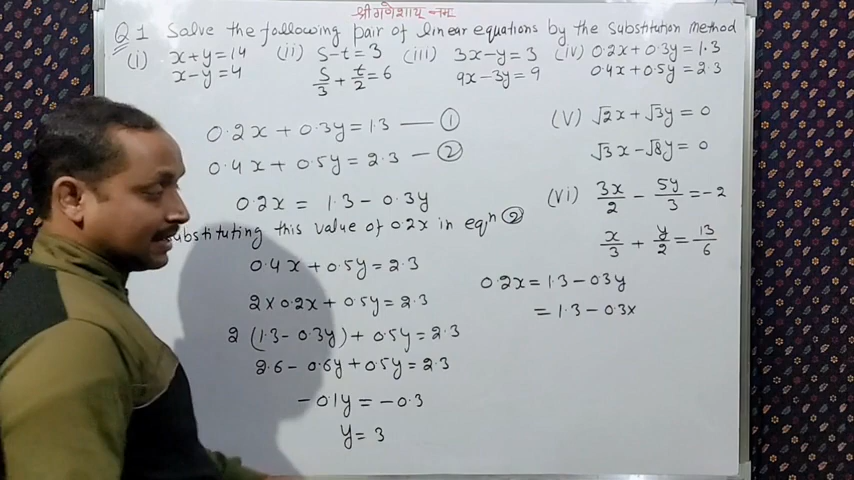 श्री गणेशाय नमः
Q 1 Solve the following pair of linear equations by the substitution method
(i) x+y=14 (ii) s-t=3 (iii) 3x-y=3 (iv) 0.2x+0.3y=1.3
x-y=4 s/3 + t/2 = 6 9x-3y=9 0.4x+0.5y=2.3
0.2x+0.3y=1.3 — ①
0.4x+0.5y=2.3 — ②
0.2x = 1.3-0.3y
substituting this value of 0.2x in eqn ②
0.4x+0.5y=2.3
2×0.2x+0.5y=2.3
2(1.3-0.3y)+0.5y=2.3
2.6-0.6y+0.5y=2.3
-0.1y=-0.3
y=3
(V) √2x+√3y=0
√3x-√8y=0
(Vi) 3x/2 - 5y/3 = -2
x/3 + y/2 = 13/6
0.2x=1.3-0.3y
=1.3-0.3x